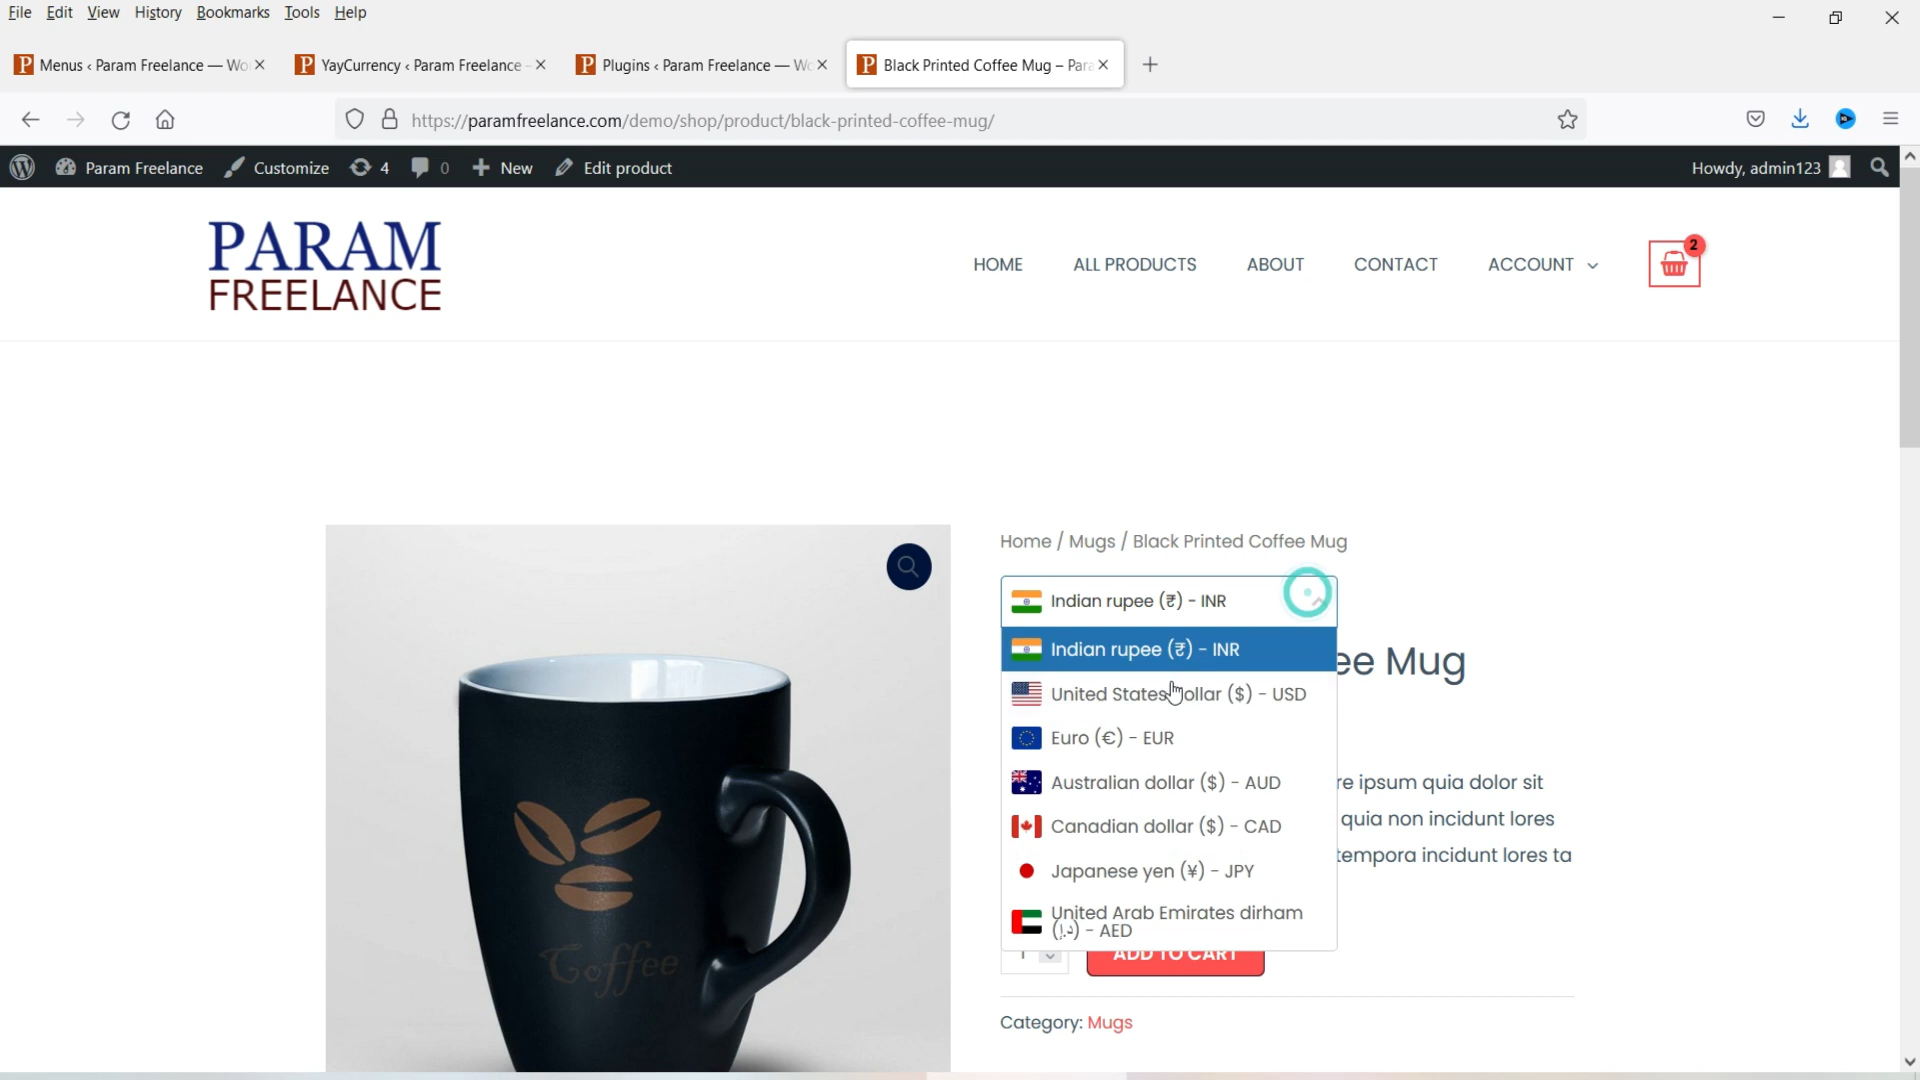 File Edit View History Bookmarks Tools Help
Menus ‹ Param Freelance — Wo
YayCurrency ‹ Param Freelance -
Plugins ‹ Param Freelance — Wo
Black Printed Coffee Mug – Para
https://paramfreelance.com/demo/shop/product/black-printed-coffee-mug/
Param Freelance Customize 4 0 New Edit product
Howdy, admin123
PARAM
FREELANCE
HOME ALL PRODUCTS ABOUT CONTACT ACCOUNT 2
Home / Mugs / Black Printed Coffee Mug
Indian rupee (₹) - INR
Indian rupee (₹) - INR
ee Mug
United States Dollar ($) - USD
Euro (€) - EUR
Australian dollar ($) - AUD
re ipsum quia dolor sit
Canadian dollar ($) - CAD
quia non incidunt lores
Japanese yen (¥) - JPY
tempora incidunt lores ta
United Arab Emirates dirham
(د.إ) - AED
1 ADD TO CART
Category: Mugs
Coffee